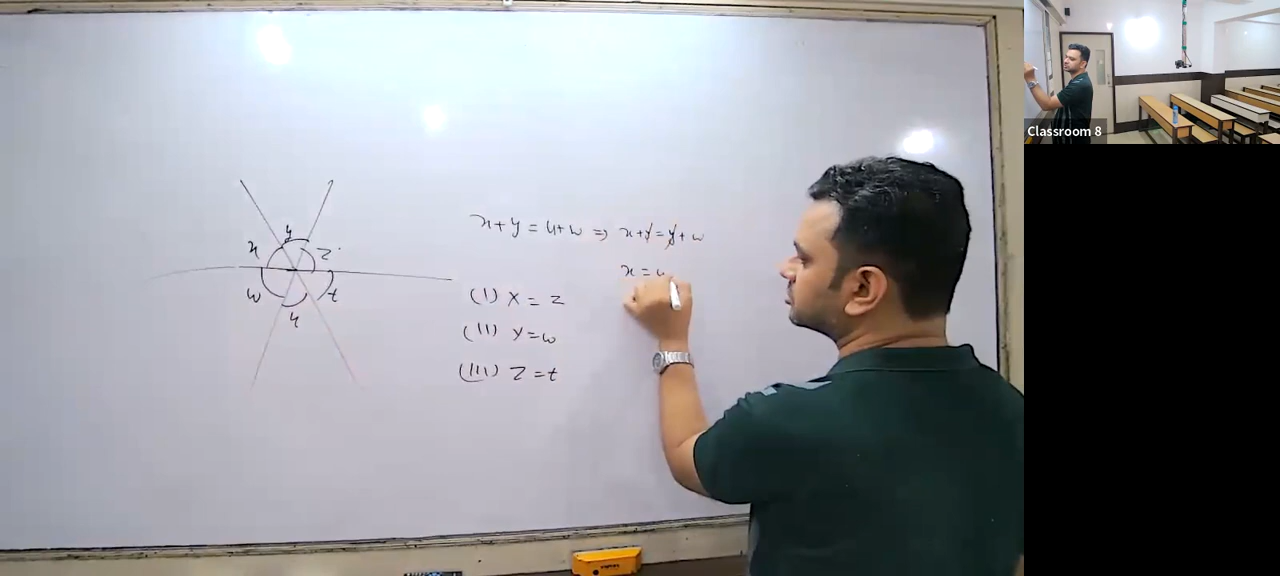 Classroom 8
y
x
z
w
t
y
x+y = y+w ⇒ x+y = y+w
x = w
(I) X = Z
(II) Y = w
(III) Z = t